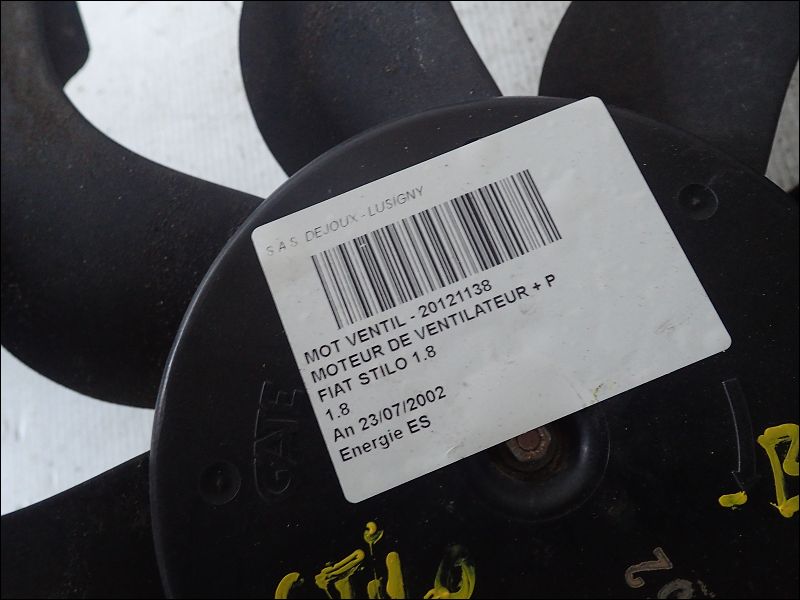 S A S DEJOUX - LUSIGNY
MOT VENTIL - 20121138
MOTEUR DE VENTILATEUR + P
FIAT STILO 1.8
1.8
An 23/07/2002
Energie ES
GATE